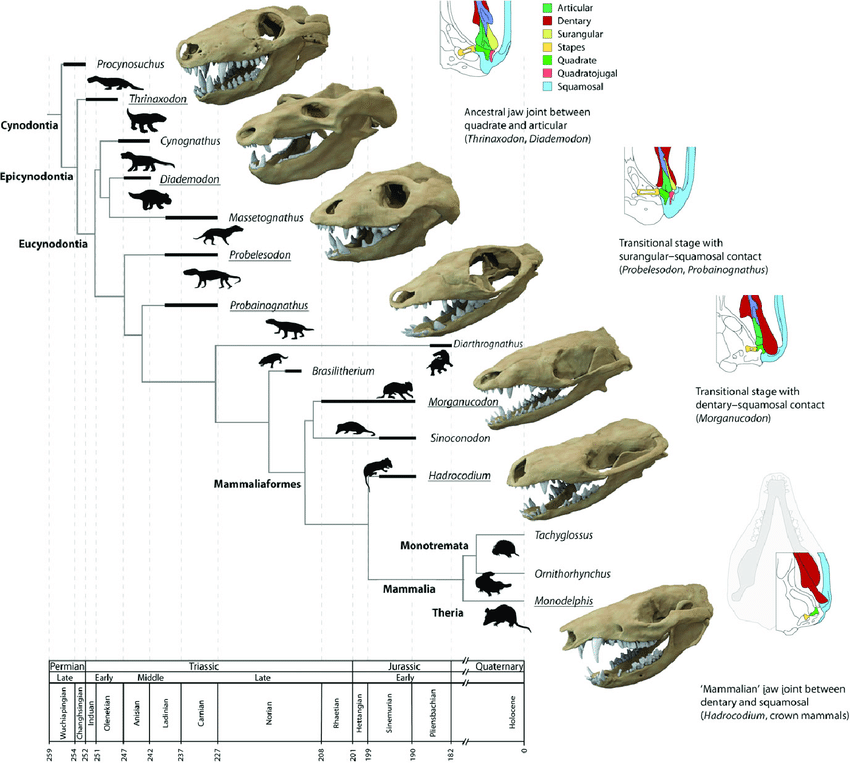 Articular
Dentary
Surangular
Stapes
Quadrate
Quadratojugal
Squamosal
Ancestral jaw joint between
quadrate and articular
(Thrinaxodon, Diademodon)
Procynosuchus
Thrinaxodon
Cynodontia
Cynognathus
Epicynodontia
Diademodon
Massetognathus
Eucynodontia
Transitional stage with
surangular–squamosal contact
(Probelesodon, Probainognathus)
Probelesodon
Probainognathus
Diarthrognathus
Brasilitherium
Transitional stage with
dentary–squamosal contact
(Morganucodon)
Morganucodon
Sinoconodon
Mammaliaformes
Hadrocodium
Tachyglossus
Monotremata
Ornithorhynchus
Mammalia
Monodelphis
Theria
'Mammalian' jaw joint between
dentary and squamosal
(Hadrocodium, crown mammals)
Permian Triassic Jurassic Quaternary
Late Early Middle Late Early
Wuchiapingian
Changhsingian
Induan
Olenekian
Anisian
Ladinian
Carnian
Norian
Rhaetian
Hettangian
Sinemurian
Pliensbachian
Holocene
259 254 252 251 247 242 237 227 208 201 199 190 182 0